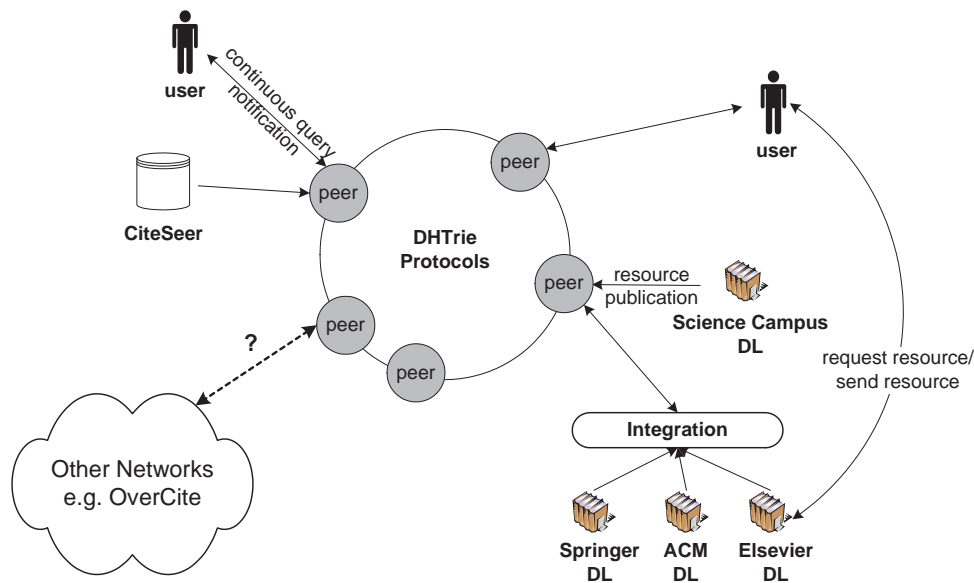 user
continuous query
notification
user
peer
peer
CiteSeer
DHTrie
Protocols
peer
resource
publication
Science Campus
DL
peer
?
peer
request resource/
send resource
Integration
Other Networks
e.g. OverCite
Springer
DL
ACM
DL
Elsevier
DL